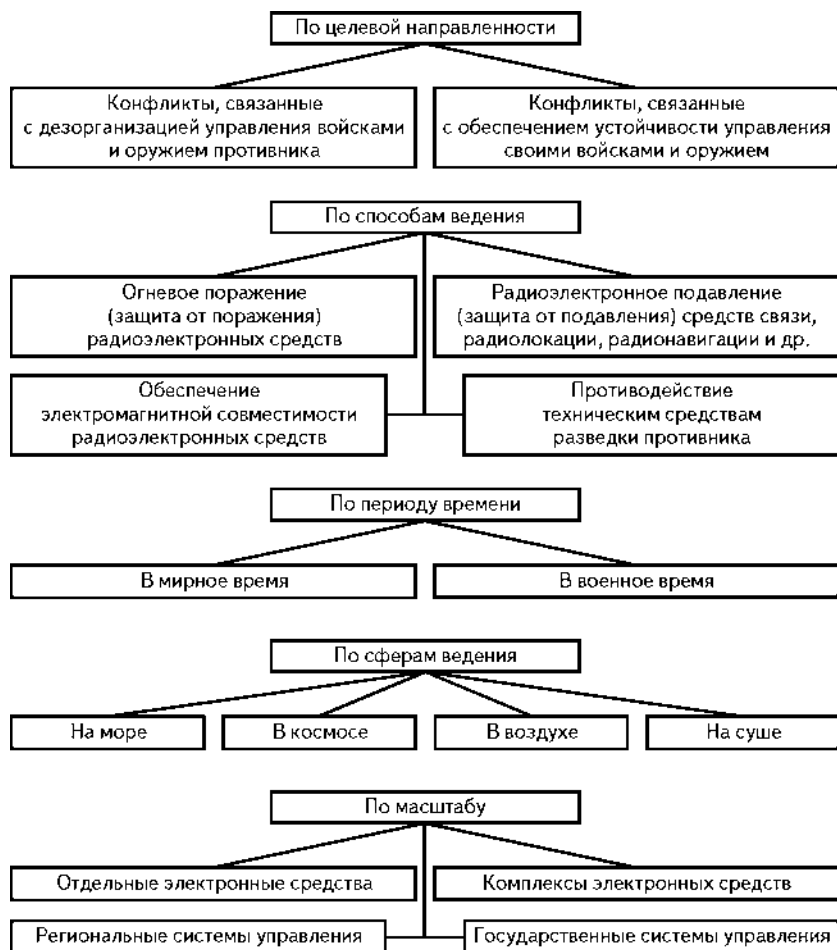 По целевой направленности
Конфликты, связанные
с дезорганизацией управления войсками
и оружием противника
Конфликты, связанные
с обеспечением устойчивости управления
своими войсками и оружием
По способам ведения
Огневое поражение
(защита от поражения)
радиоэлектронных средств
Радиоэлектронное подавление
(защита от подавления) средств связи,
радиолокации, радионавигации и др.
Обеспечение
электромагнитной совместимости
радиоэлектронных средств
Противодействие
техническим средствам
разведки противника
По периоду времени
В мирное время
В военное время
По сферам ведения
На море
В космосе
В воздухе
На суше
По масштабу
Отдельные электронные средства
Комплексы электронных средств
Региональные системы управления
Государственные системы управления